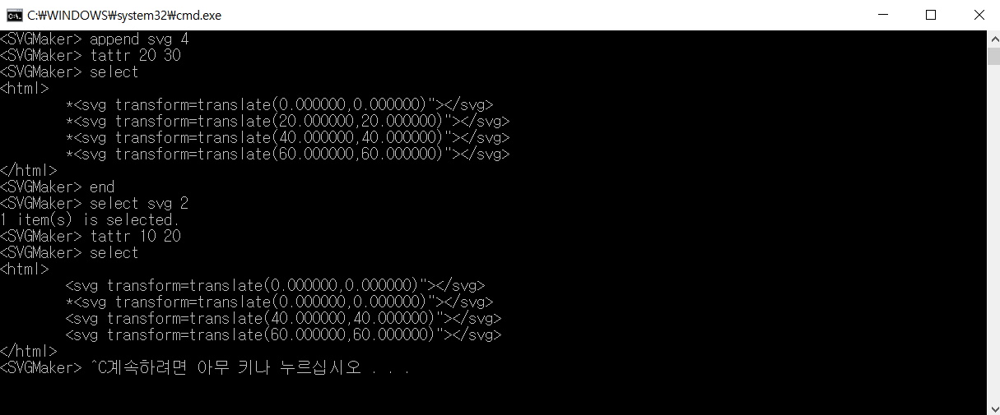 C:₩WINDOWS₩system32₩cmd.exe
<SVGMaker> append svg 4
<SVGMaker> tattr 20 30
<SVGMaker> select
<html>
*<svg transform=translate(0.000000,0.000000)"></svg>
*<svg transform=translate(20.000000,20.000000)"></svg>
*<svg transform=translate(40.000000,40.000000)"></svg>
*<svg transform=translate(60.000000,60.000000)"></svg>
</html>
<SVGMaker> end
<SVGMaker> select svg 2
1 item(s) is selected.
<SVGMaker> tattr 10 20
<SVGMaker> select
<html>
<svg transform=translate(0.000000,0.000000)"></svg>
*<svg transform=translate(0.000000,0.000000)"></svg>
<svg transform=translate(40.000000,40.000000)"></svg>
<svg transform=translate(60.000000,60.000000)"></svg>
</html>
<SVGMaker> ^C계속하려면 아무 키나 누르십시오 . . .